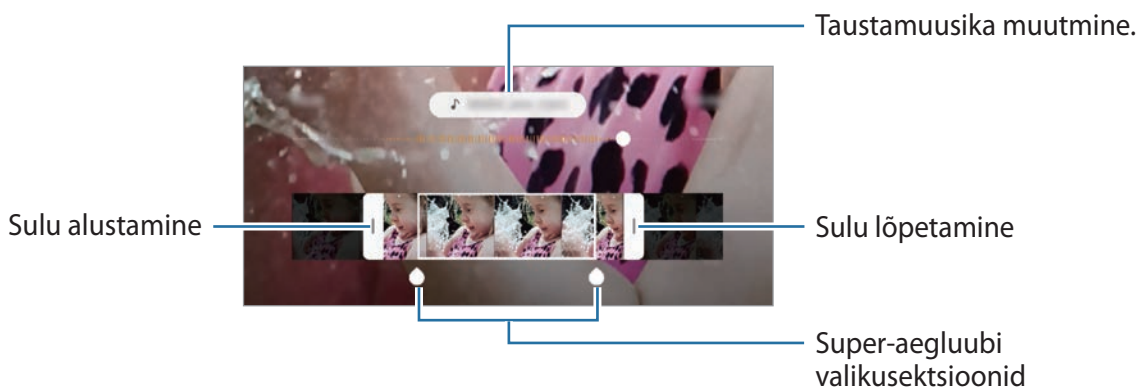 Taustamuusika muutmine.
Sulu alustamine
Sulu lõpetamine
Super-aegluubi
valikusektsioonid